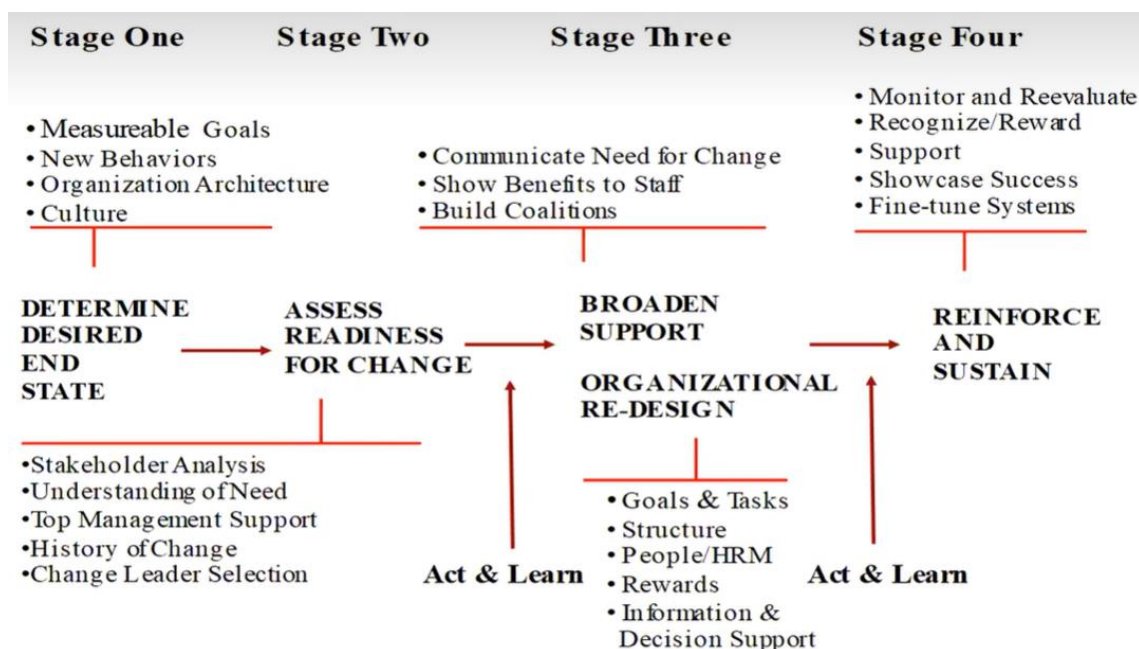 Stage One
Stage Two
Stage Three
Stage Four
• Measureable Goals
• New Behaviors
• Organization Architecture
• Culture
• Communicate Need for Change
• Show Benefits to Staff
• Build Coalitions
• Monitor and Reevaluate
• Recognize/Reward
• Support
• Showcase Success
• Fine-tune Systems
DETERMINE
DESIRED
END
STATE
ASSESS
READINESS
FOR CHANGE
BROADEN
SUPPORT
ORGANIZATIONAL
RE-DESIGN
REINFORCE
AND
SUSTAIN
•Stakeholder Analysis
•Understanding of Need
•Top Management Support
•History of Change
•Change Leader Selection
Act & Learn
• Goals & Tasks
• Structure
• People/HRM
• Rewards
• Information &
Decision Support
Act & Learn